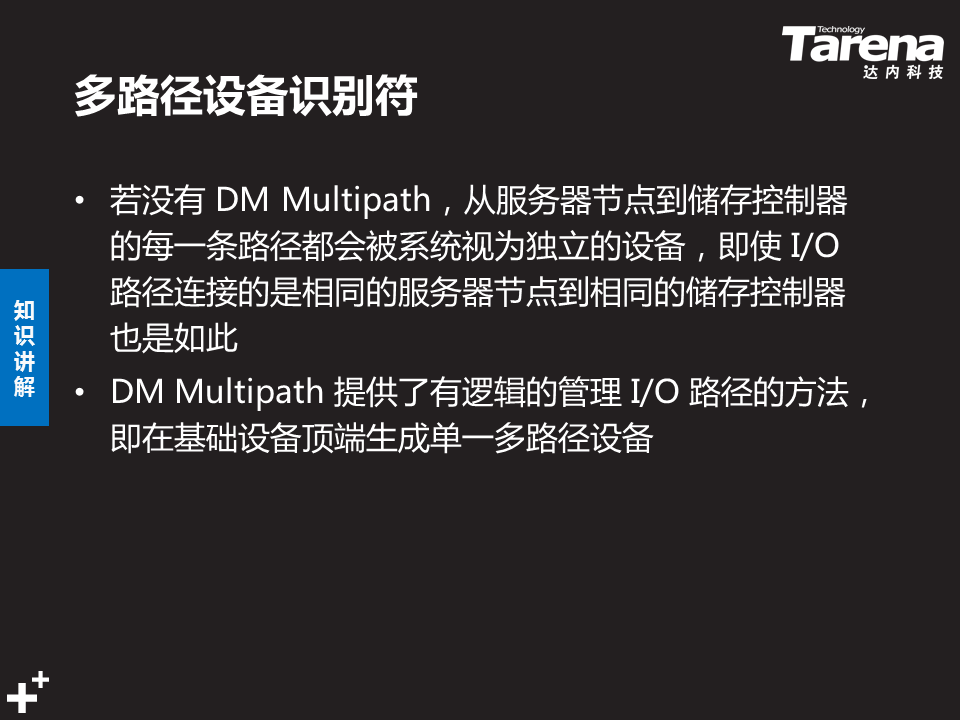 Technology
Tarena
达内科技
多路径设备识别符
• 若没有 DM Multipath，从服务器节点到储存控制器
的每一条路径都会被系统视为独立的设备，即使 I/O
路径连接的是相同的服务器节点到相同的储存控制器
也是如此
• DM Multipath 提供了有逻辑的管理 I/O 路径的方法，
即在基础设备顶端生成单一多路径设备
知
识
讲
解